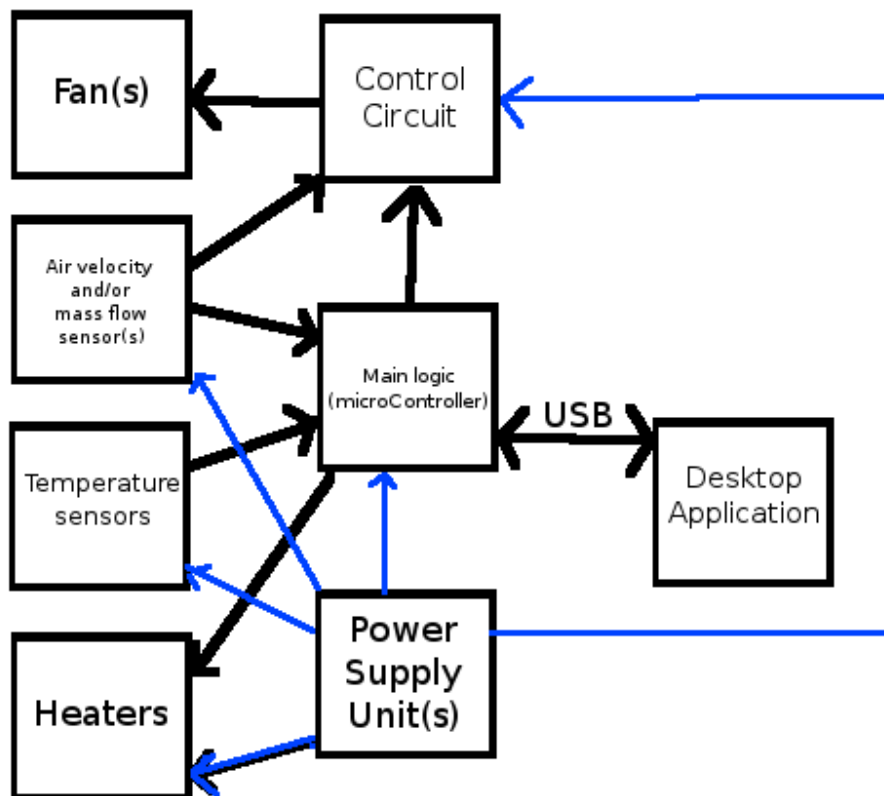 Fan(s)
Control
Circuit
Air velocity
and/or
mass flow
sensor(s)
Main logic
(microController)
USB
Temperature
sensors
Desktop
Application
Power
Supply
Unit(s)
Heaters